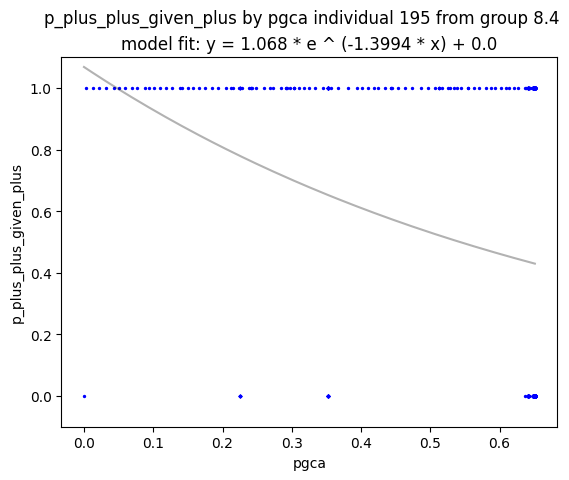 p_plus_plus_given_plus by pgca individual 195 from group 8.4
model fit: y = 1.068 * e ^ (-1.3994 * x) + 0.0
p_plus_plus_given_plus
1.0
0.8
0.6
0.4
0.2
0.0
0.0 0.1 0.2 0.3 0.4 0.5 0.6
pgca